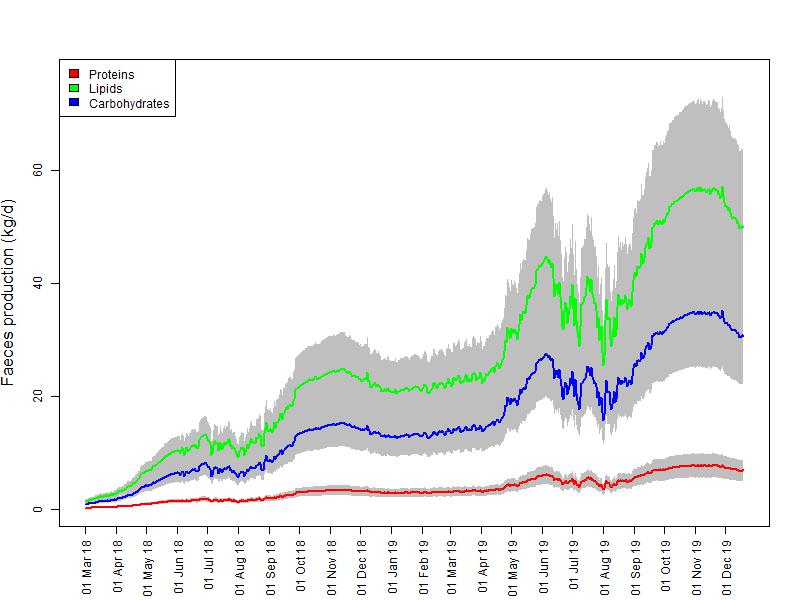 Proteins
Lipids
Carbohydrates
Faeces production (kg/d)
60
40
20
0
01 Mar 18
01 Apr 18
01 May 18
01 Jun 18
01 Jul 18
01 Aug 18
01 Sep 18
01 Oct 18
01 Nov 18
01 Dec 18
01 Jan 19
01 Feb 19
01 Mar 19
01 Apr 19
01 May 19
01 Jun 19
01 Jul 19
01 Aug 19
01 Sep 19
01 Oct 19
01 Nov 19
01 Dec 19